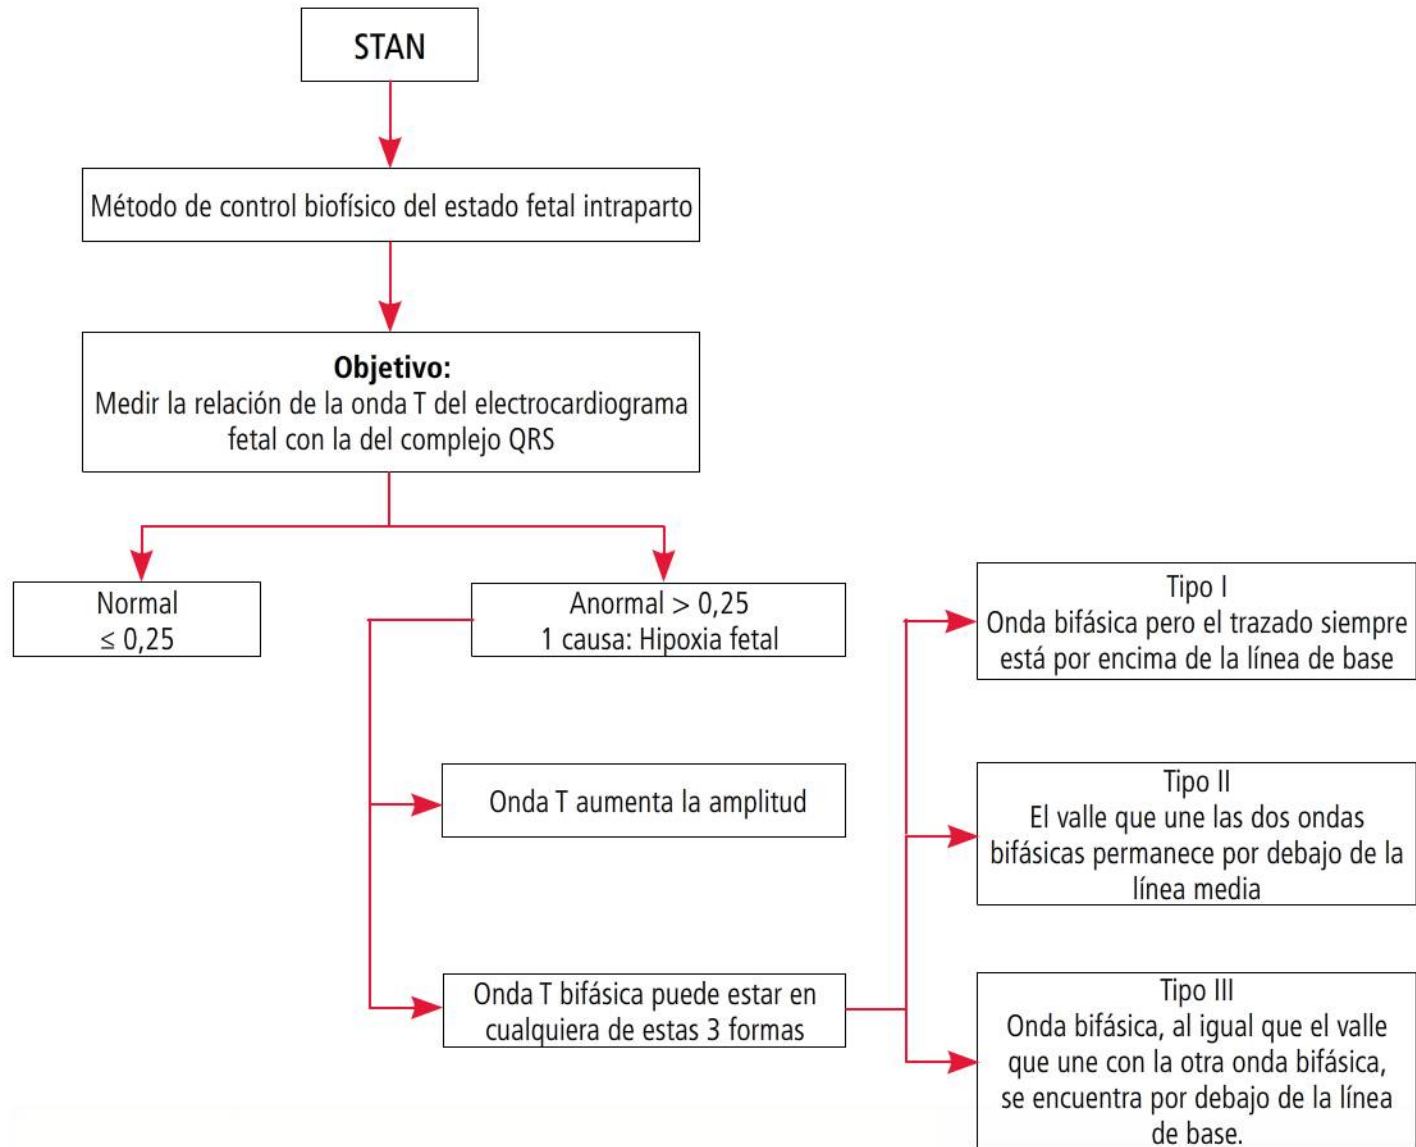 STAN
Método de control biofísico del estado fetal intraparto
Objetivo:
Medir la relación de la onda T del electrocardiograma
fetal con la del complejo QRS
Normal
≤ 0,25
Anormal > 0,25
1 causa: Hipoxia fetal
Onda T aumenta la amplitud
Onda T bifásica puede estar en
cualquiera de estas 3 formas
Tipo I
Onda bifásica pero el trazado siempre
está por encima de la línea de base
Tipo II
El valle que une las dos ondas
bifásicas permanece por debajo de la
línea media
Tipo III
Onda bifásica, al igual que el valle
que une con la otra onda bifásica,
se encuentra por debajo de la línea
de base.